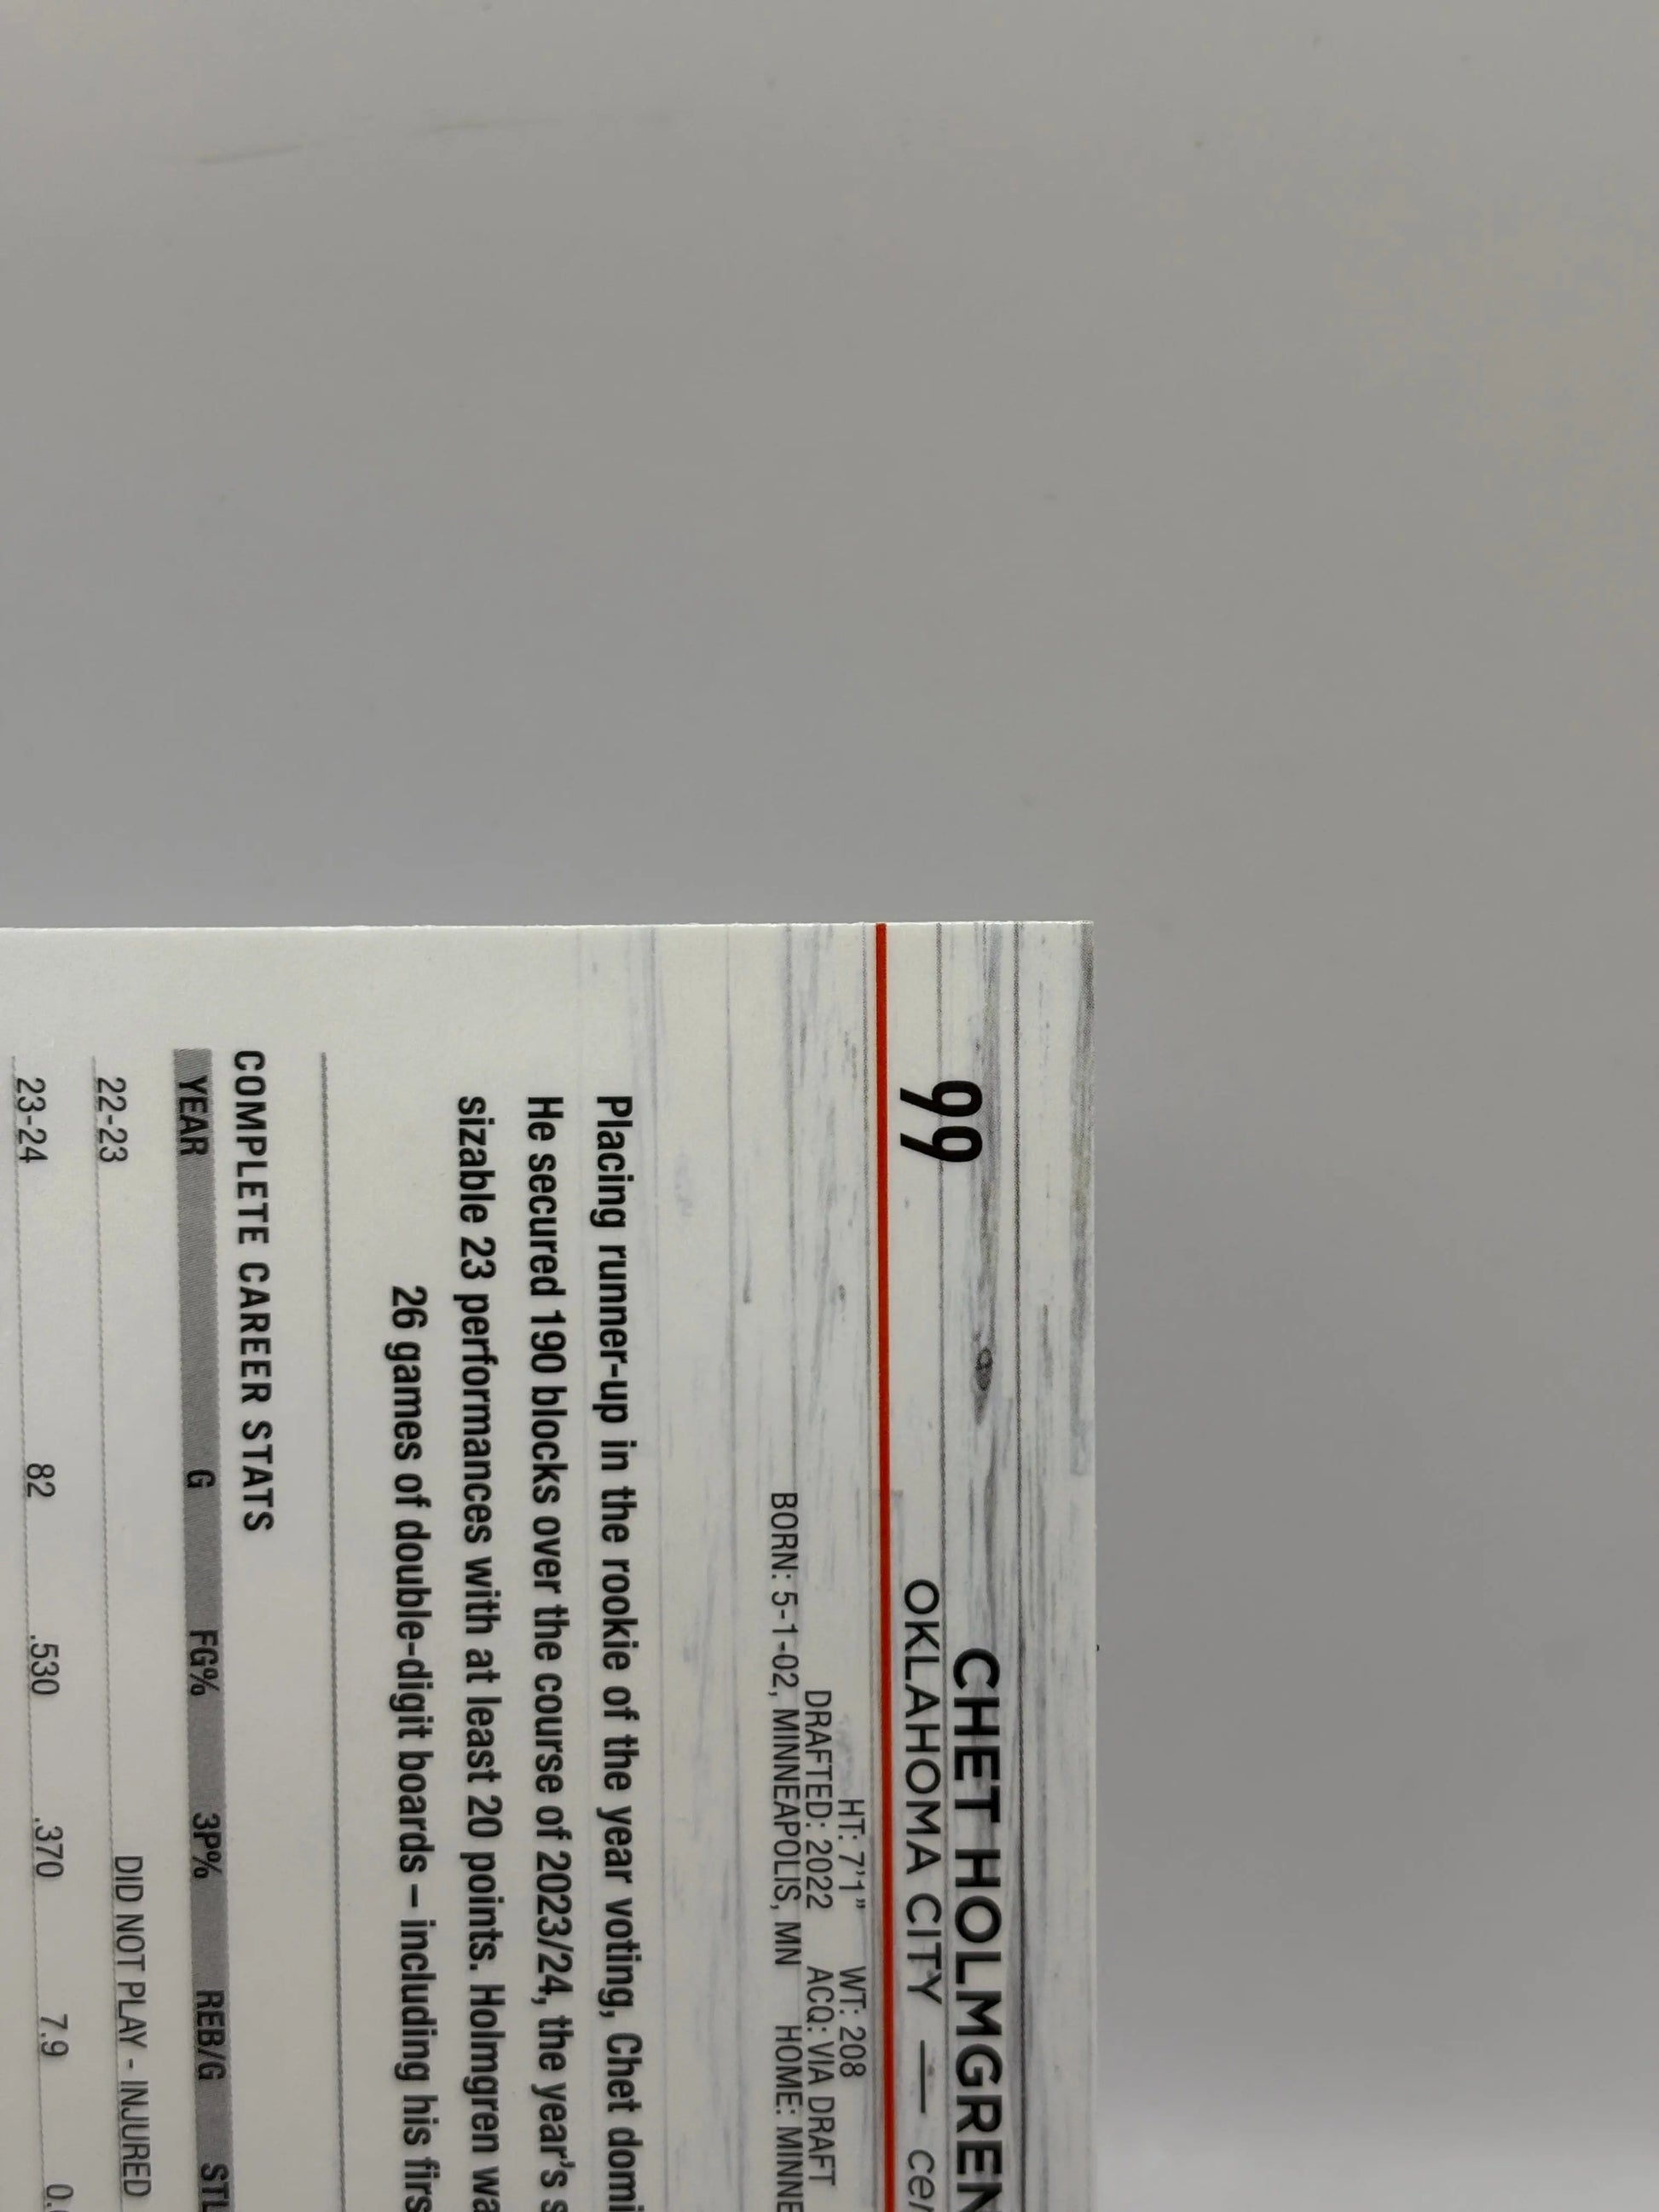 99
CHET HOLMGREN
OKLAHOMA CITY —
HT: 7'1" WT: 208
DRAFTED: 2022 ACQ: VIA DRAFT
BORN: 5-1-02, MINNEAPOLIS, MN HOME: MINNE
Placing runner-up in the rookie of the year voting, Chet domi
He secured 190 blocks over the course of 2023/24, the year's s
sizable 23 performances with at least 20 points. Holmgren wa
26 games of double-digit boards – including his firs
COMPLETE CAREER STATS
YEAR G FG% 3P% REB/G STL
22-23 DID NOT PLAY - INJURED
23-24 82 .530 .370 7.9 0.